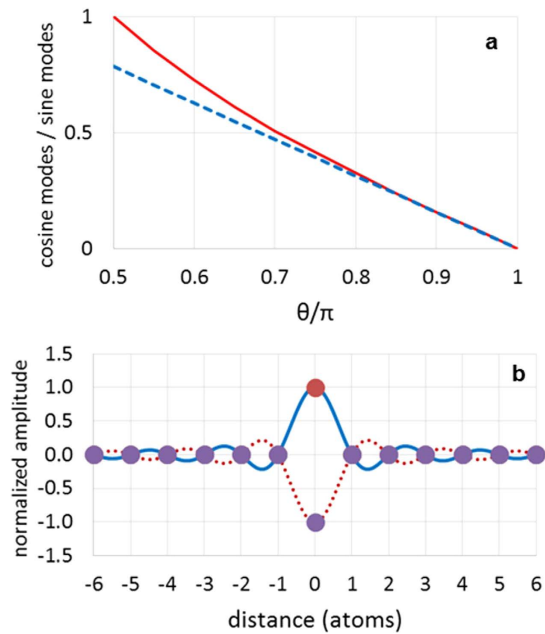 a
cosine modes / sine modes
1
0.5
0
0.5 0.6 0.7 0.8 0.9 1
θ/π
b
normalized amplitude
1.5
1.0
0.5
0.0
-0.5
-1.0
-1.5
-6 -5 -4 -3 -2 -1 0 1 2 3 4 5 6
distance (atoms)